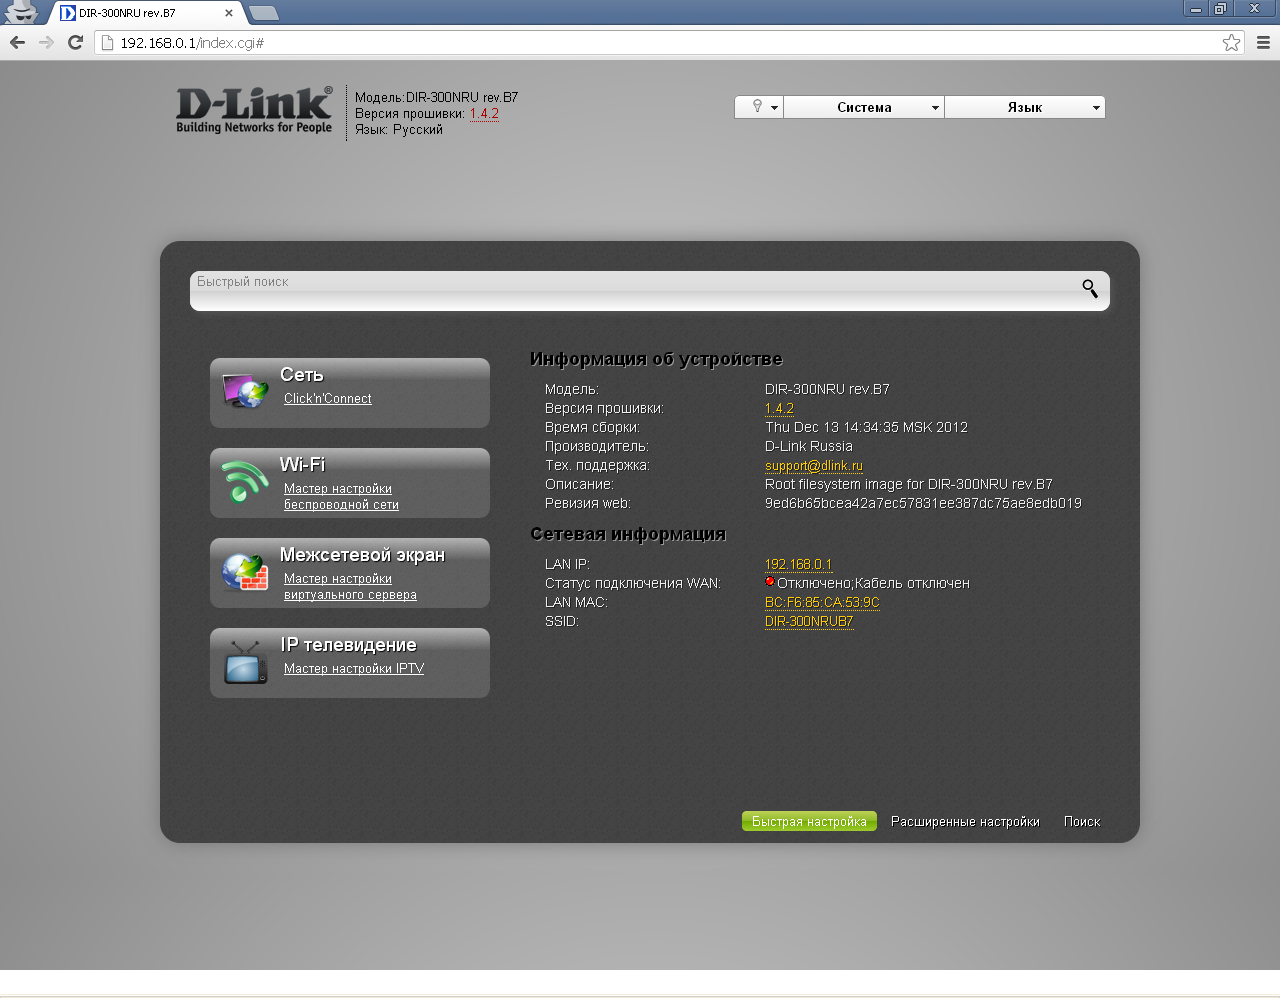 DIR-300NRU rev.B7
192.168.0.1/index.cgi#
D-Link®
Building Networks for People
Модель:DIR-300NRU rev.B7
Версия прошивки: 1.4.2
Язык: Русский
Система
Язык
Быстрый поиск
Сеть
Click'n'Connect
Wi-Fi
Мастер настройки
беспроводной сети
Межсетевой экран
Мастер настройки
виртуального сервера
IP телевидение
Мастер настройки IPTV
Информация об устройстве
Модель: DIR-300NRU rev.B7
Версия прошивки: 1.4.2
Время сборки: Thu Dec 13 14:34:35 MSK 2012
Производитель: D-Link Russia
Тех. поддержка: support@dlink.ru
Описание: Root filesystem image for DIR-300NRU rev.B7
Ревизия web: 9ed6b65bcea42a7ec57831ee387dc75ae8edb019
Сетевая информация
LAN IP: 192.168.0.1
Статус подключения WAN: Отключено;Кабель отключен
LAN MAC: BC:F6:85:CA:53:9C
SSID: DIR-300NRUB7
Быстрая настройка
Расширенные настройки
Поиск